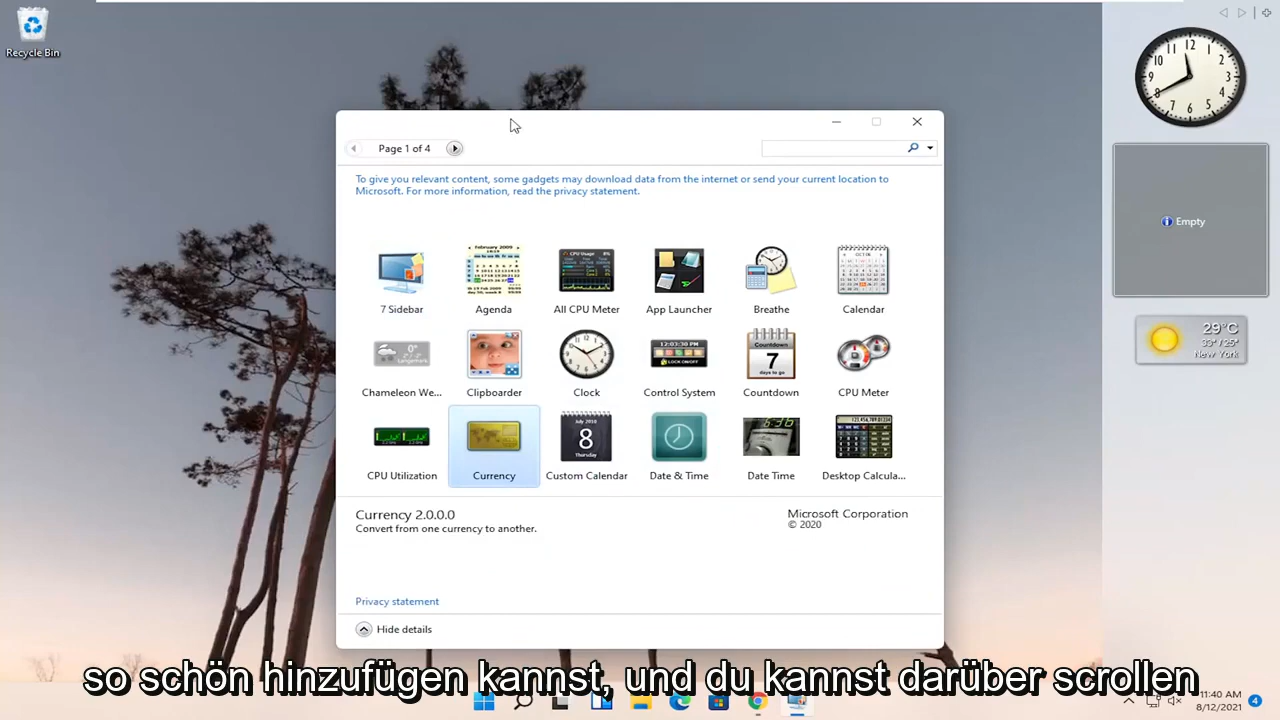 Recycle Bin
Page 1 of 4
To give you relevant content, some gadgets may download data from the internet or send your current location to
Microsoft. For more information, read the privacy statement.
7 Sidebar
Agenda
All CPU Meter
App Launcher
Breathe
Calendar
Chameleon We...
Clipboarder
Clock
Control System
Countdown
CPU Meter
CPU Utilization
Currency
Custom Calendar
Date & Time
Date Time
Desktop Calcula...
Currency 2.0.0.0
Convert from one currency to another.
Microsoft Corporation
© 2020
Privacy statement
Hide details
Empty
29°C
33°/25°
New York
so schön hinzufügen kannst, und du kannst darüber scrollen
11:40 AM
8/12/2021
4